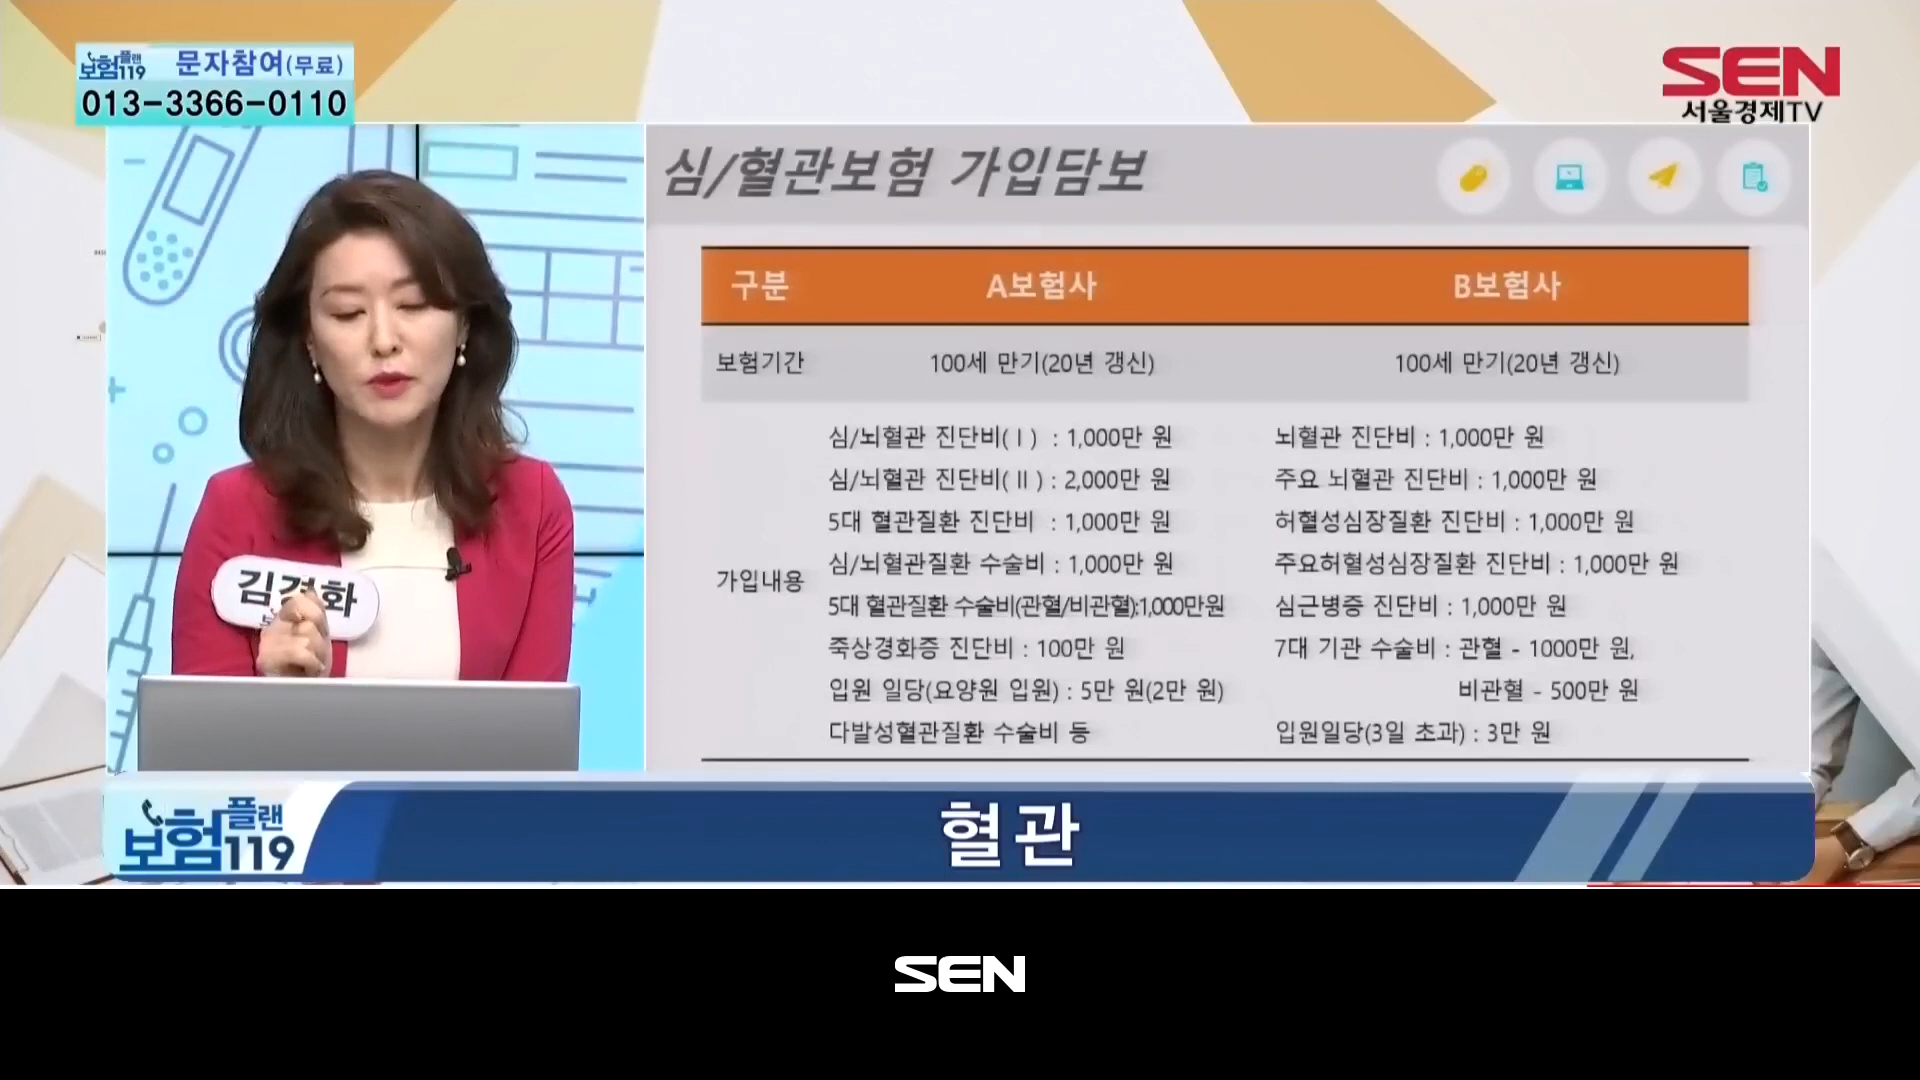 보험플랜119 문자참여(무료)
013-3366-0110
SEN
서울경제TV
심/혈관보험 가입담보
구분 A보험사 B보험사
보험기간 100세 만기(20년 갱신) 100세 만기(20년 갱신)
가입내용
심/뇌혈관 진단비(Ⅰ) : 1,000만 원
심/뇌혈관 진단비(Ⅱ) : 2,000만 원
5대 혈관질환 진단비 : 1,000만 원
심/뇌혈관질환 수술비 : 1,000만 원
5대 혈관질환 수술비(관혈/비관혈):1,000만원
죽상경화증 진단비 : 100만 원
입원 일당(요양원 입원) : 5만 원(2만 원)
다발성혈관질환 수술비 등
뇌혈관 진단비 : 1,000만 원
주요 뇌혈관 진단비 : 1,000만 원
허혈성심장질환 진단비 : 1,000만 원
주요허혈성심장질환 진단비 : 1,000만 원
심근병증 진단비 : 1,000만 원
7대 기관 수술비 : 관혈 - 1000만 원,
비관혈 - 500만 원
입원일당(3일 초과) : 3만 원
보험플랜119
혈관
SEN